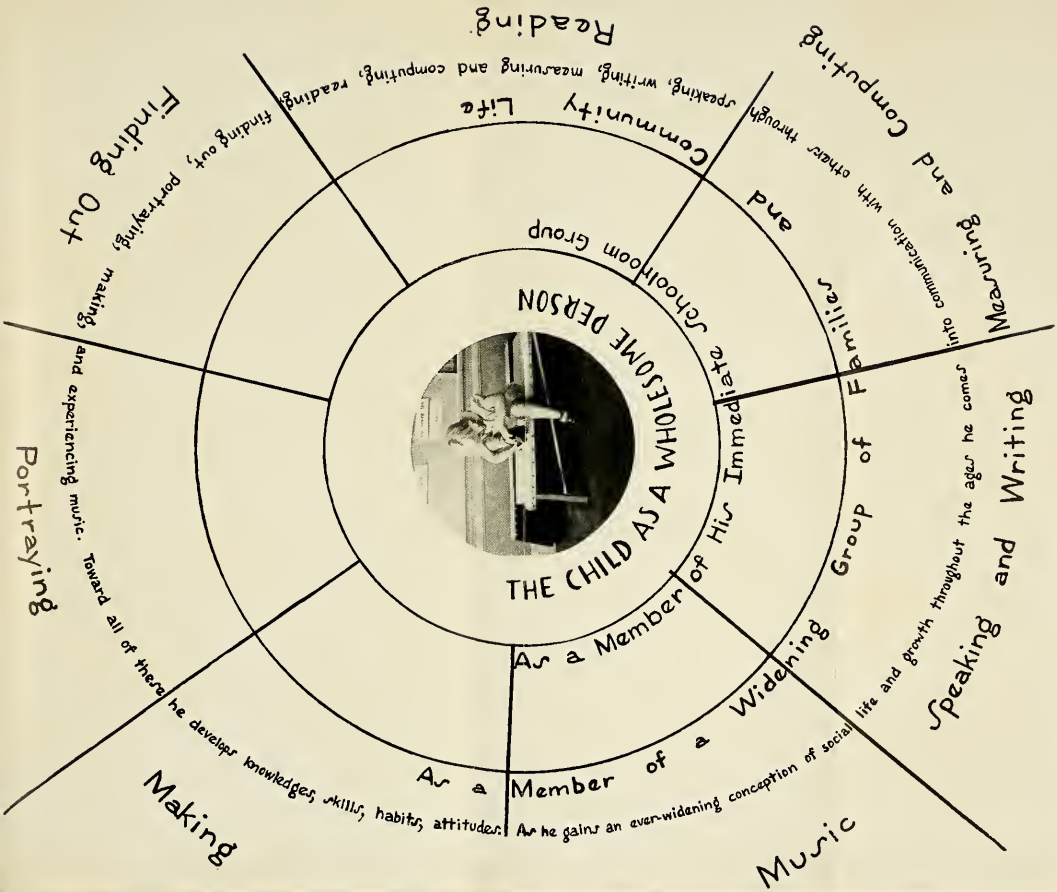 THE CHILD AS A WHOLESOME PERSON
As a Member of His Immediate Schoolroom Group
As a Member of a Widening Group of Families and Community Life
As he gains an ever-widening conception of social life and growth throughout the ages he comes into communication with others through speaking, writing, measuring and computing, reading, finding out, portraying, making, and experiencing music. Toward all of these he develops knowledges, skills, habits, attitudes.
Music
Speaking and Writing
Measuring and Computing
Reading
Finding Out
Portraying
Making